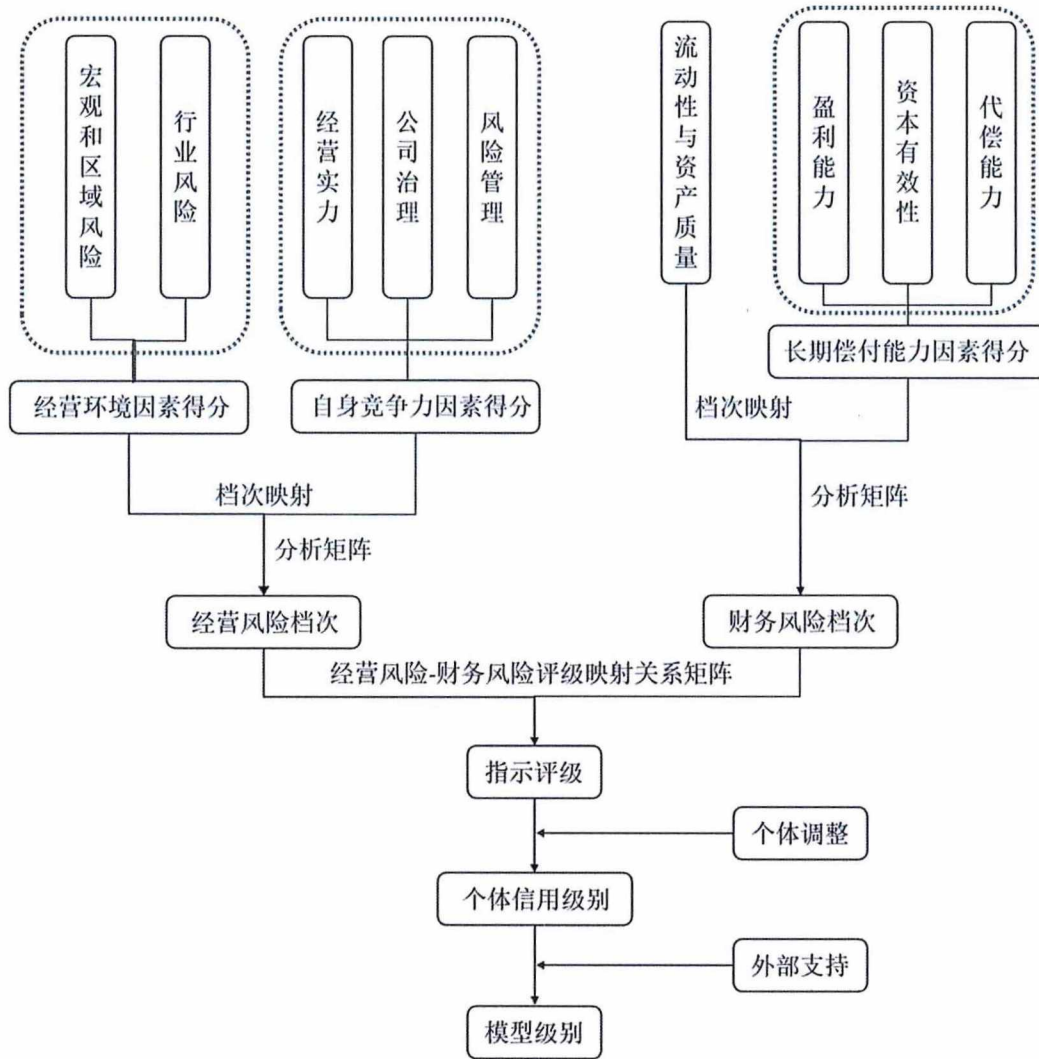 宏观和区域风险
行业风险
经营实力
公司治理
风险管理
流动性与资产质量
盈利能力
资本有效性
代偿能力
长期偿付能力因素得分
经营环境因素得分
自身竞争力因素得分
档次映射
档次映射
分析矩阵
分析矩阵
经营风险档次
财务风险档次
经营风险-财务风险评级映射关系矩阵
指示评级
个体调整
个体信用级别
外部支持
模型级别